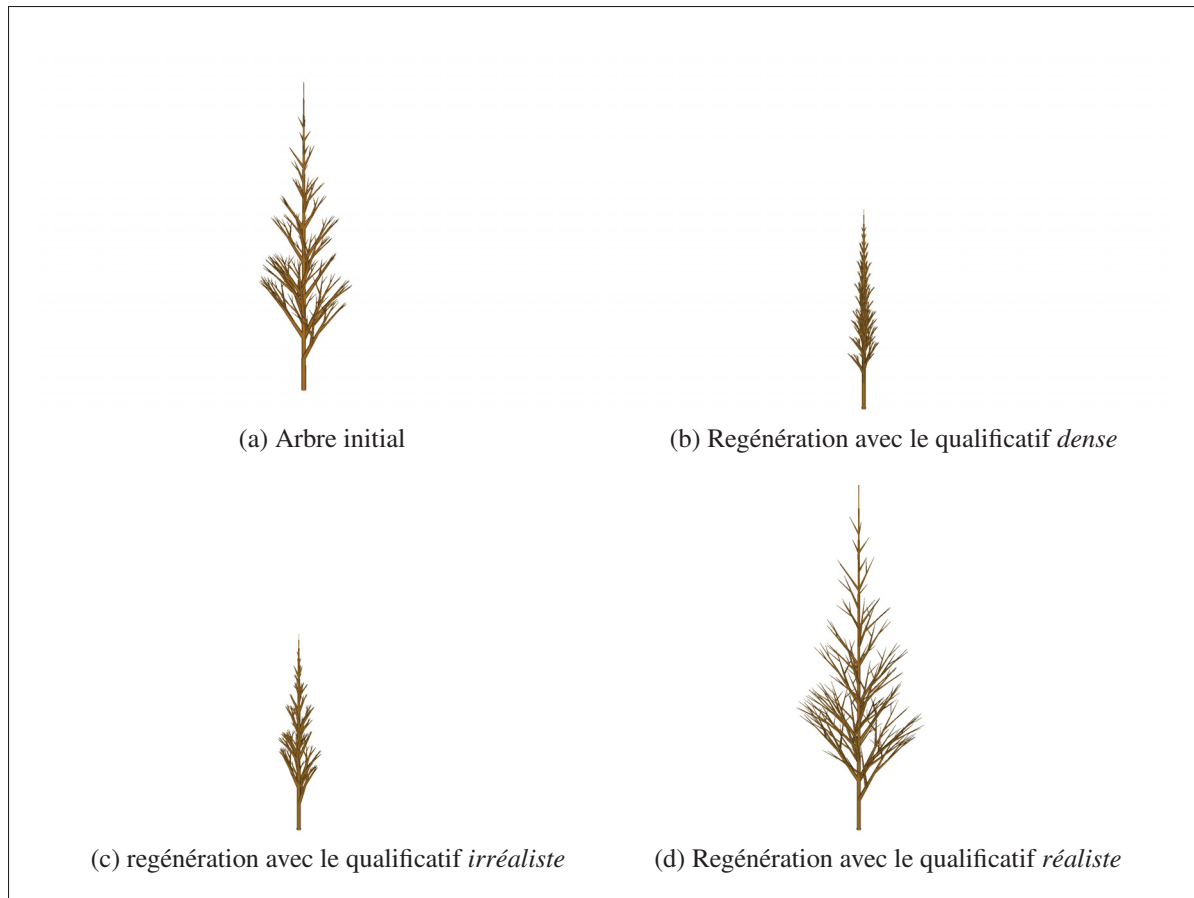 (a) Arbre initial
(b) Regénération avec le qualificatif dense
(c) regénération avec le qualificatif irréaliste
(d) Regénération avec le qualificatif réaliste